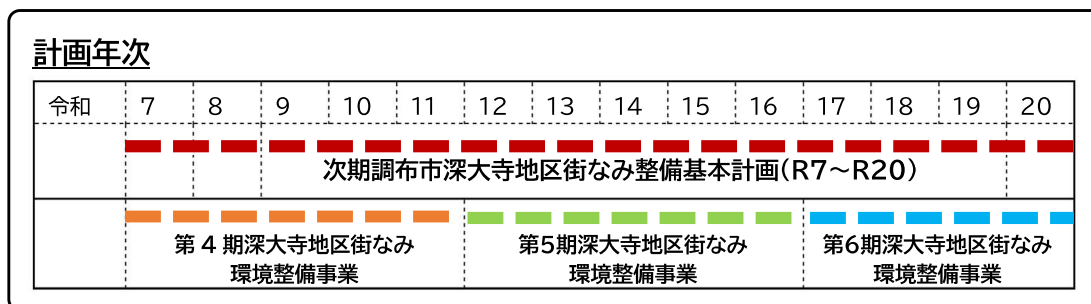 計画年次
令和 7 8 9 10 11 12 13 14 15 16 17 18 19 20
次期調布市深大寺地区街なみ整備基本計画(R7～R20)
第4期深大寺地区街なみ 第5期深大寺地区街なみ 第6期深大寺地区街なみ
環境整備事業 環境整備事業 環境整備事業